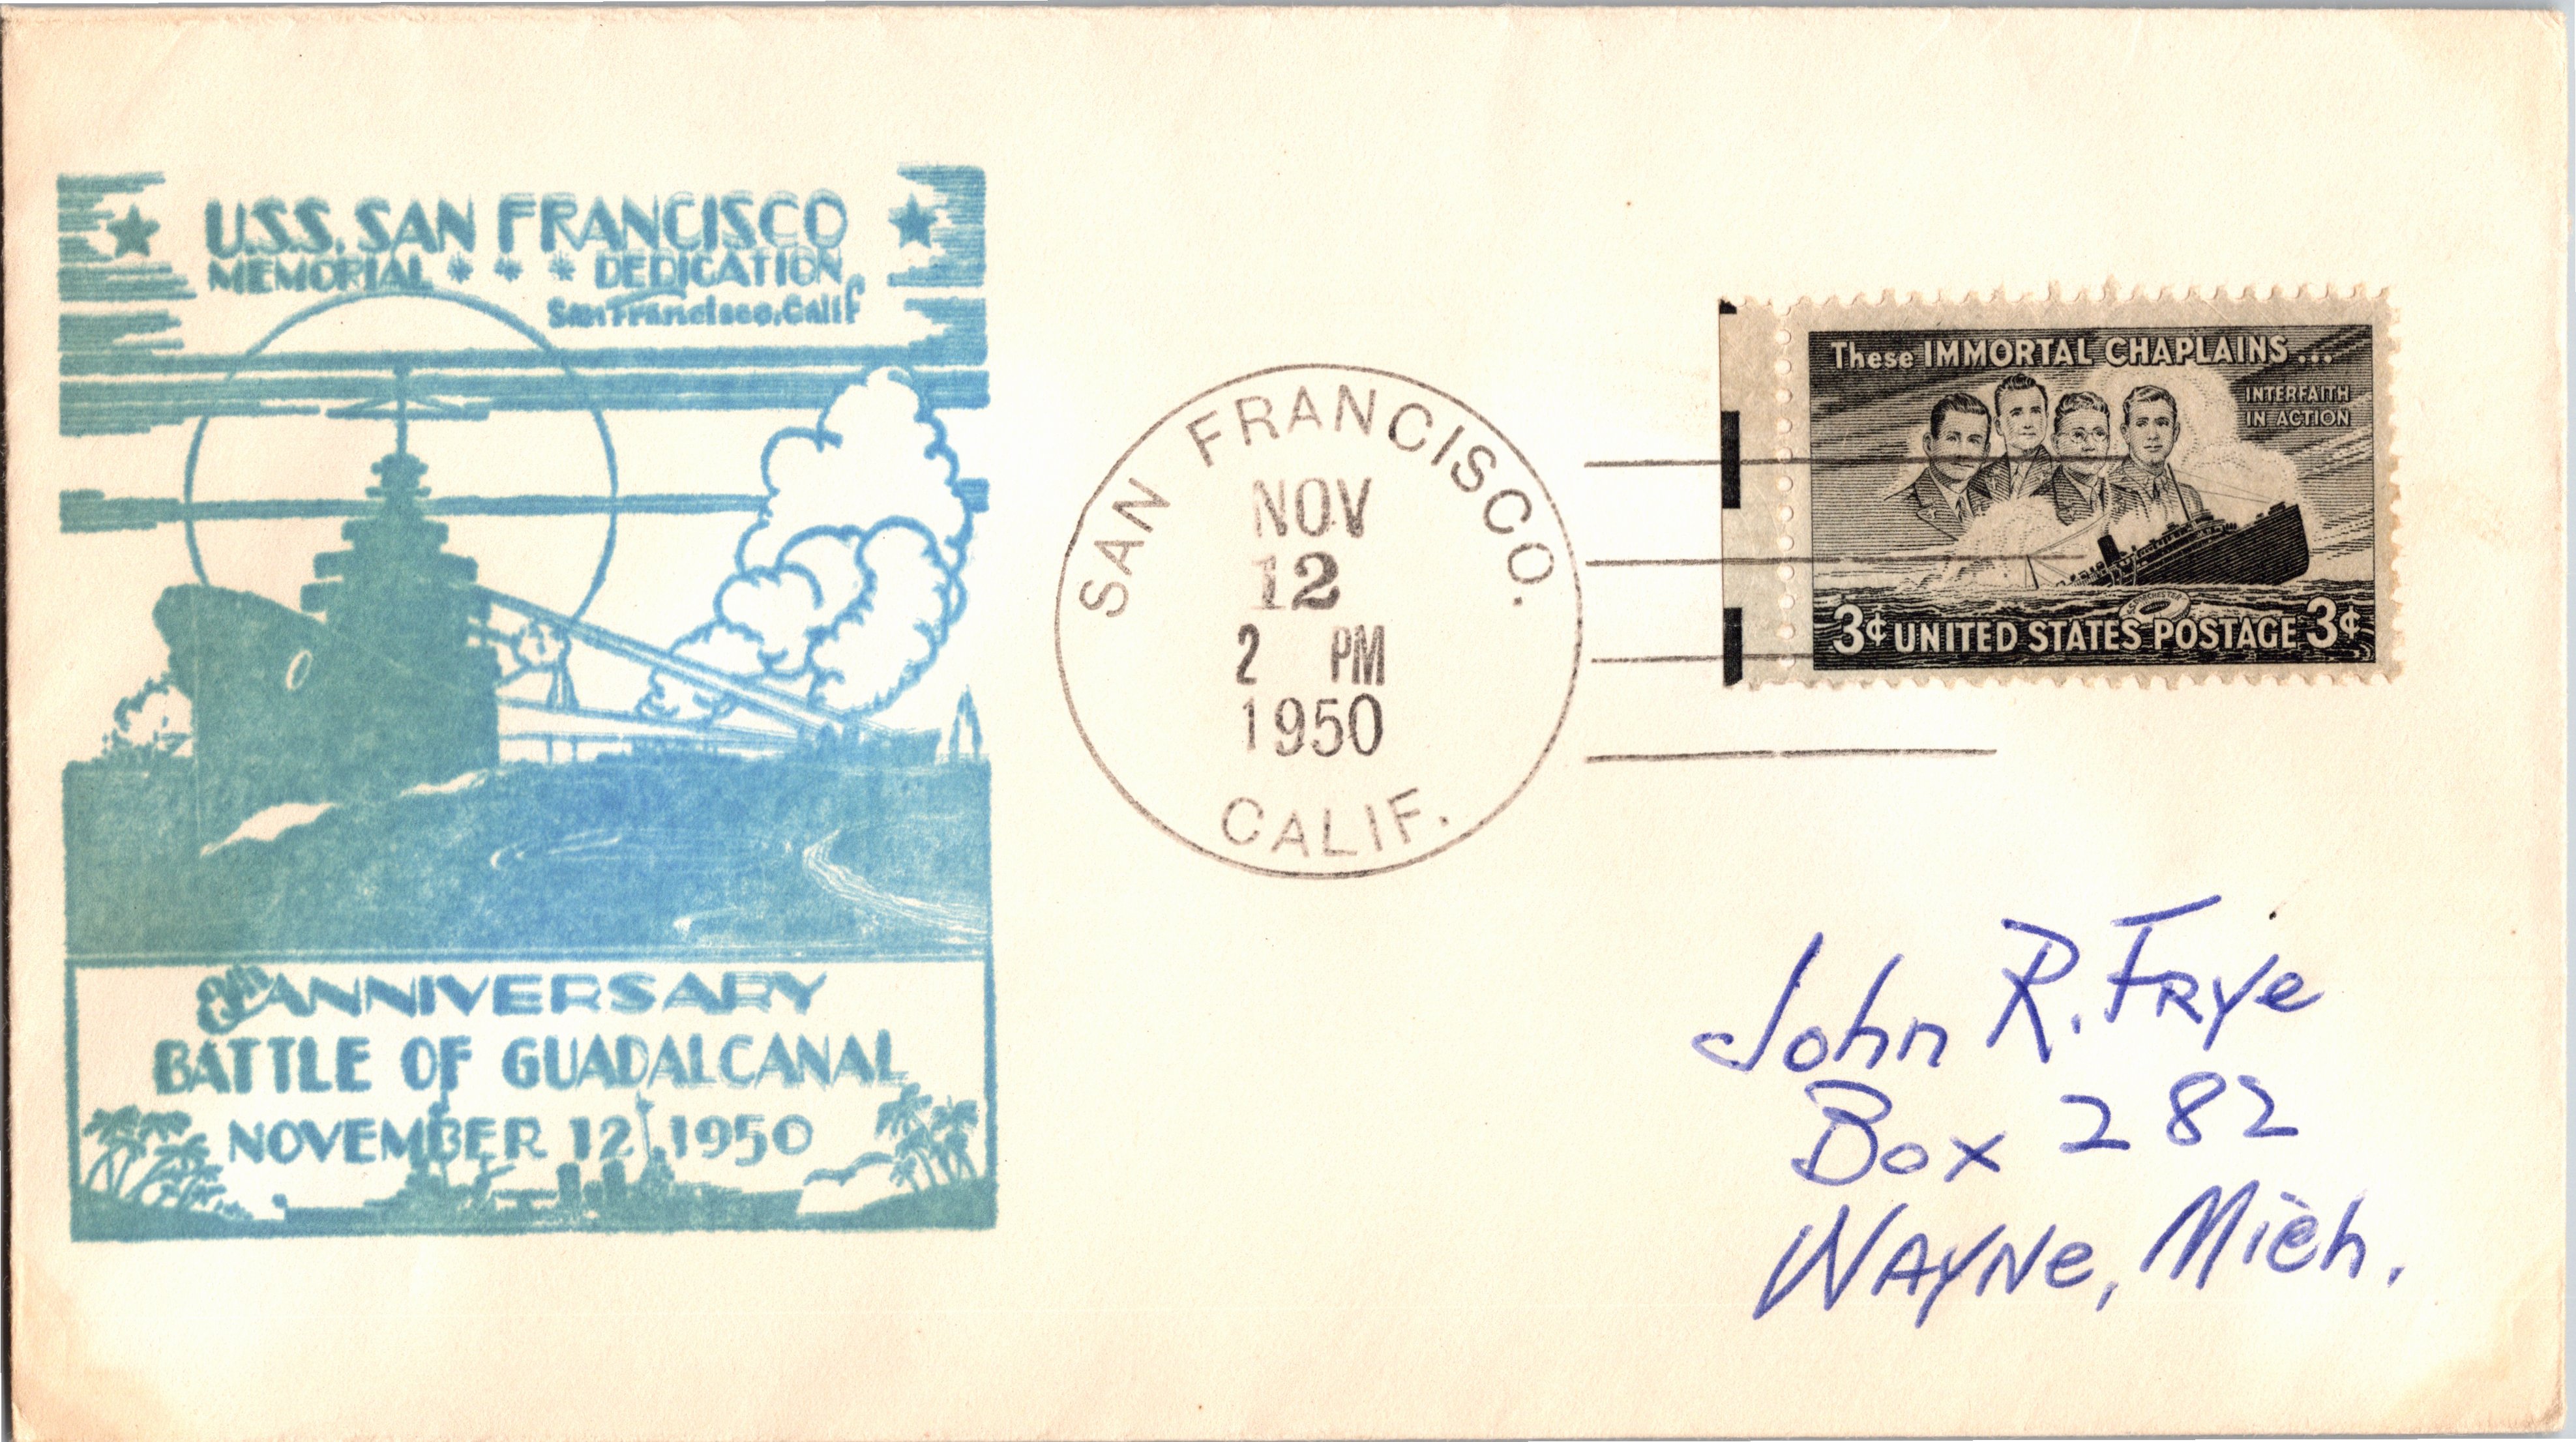 U.S.S. SAN FRANCISCO
MEMORIAL * * * DEDICATION
San Francisco, Calif
8th ANNIVERSARY
BATTLE OF GUADALCANAL
NOVEMBER 12 1950
SAN FRANCISCO.
NOV
12
2 PM
1950
CALIF.
These IMMORTAL CHAPLAINS...
INTERFAITH
IN ACTION
3¢ UNITED STATES POSTAGE 3¢
John R. Frye
Box 282
Wayne, Mich.